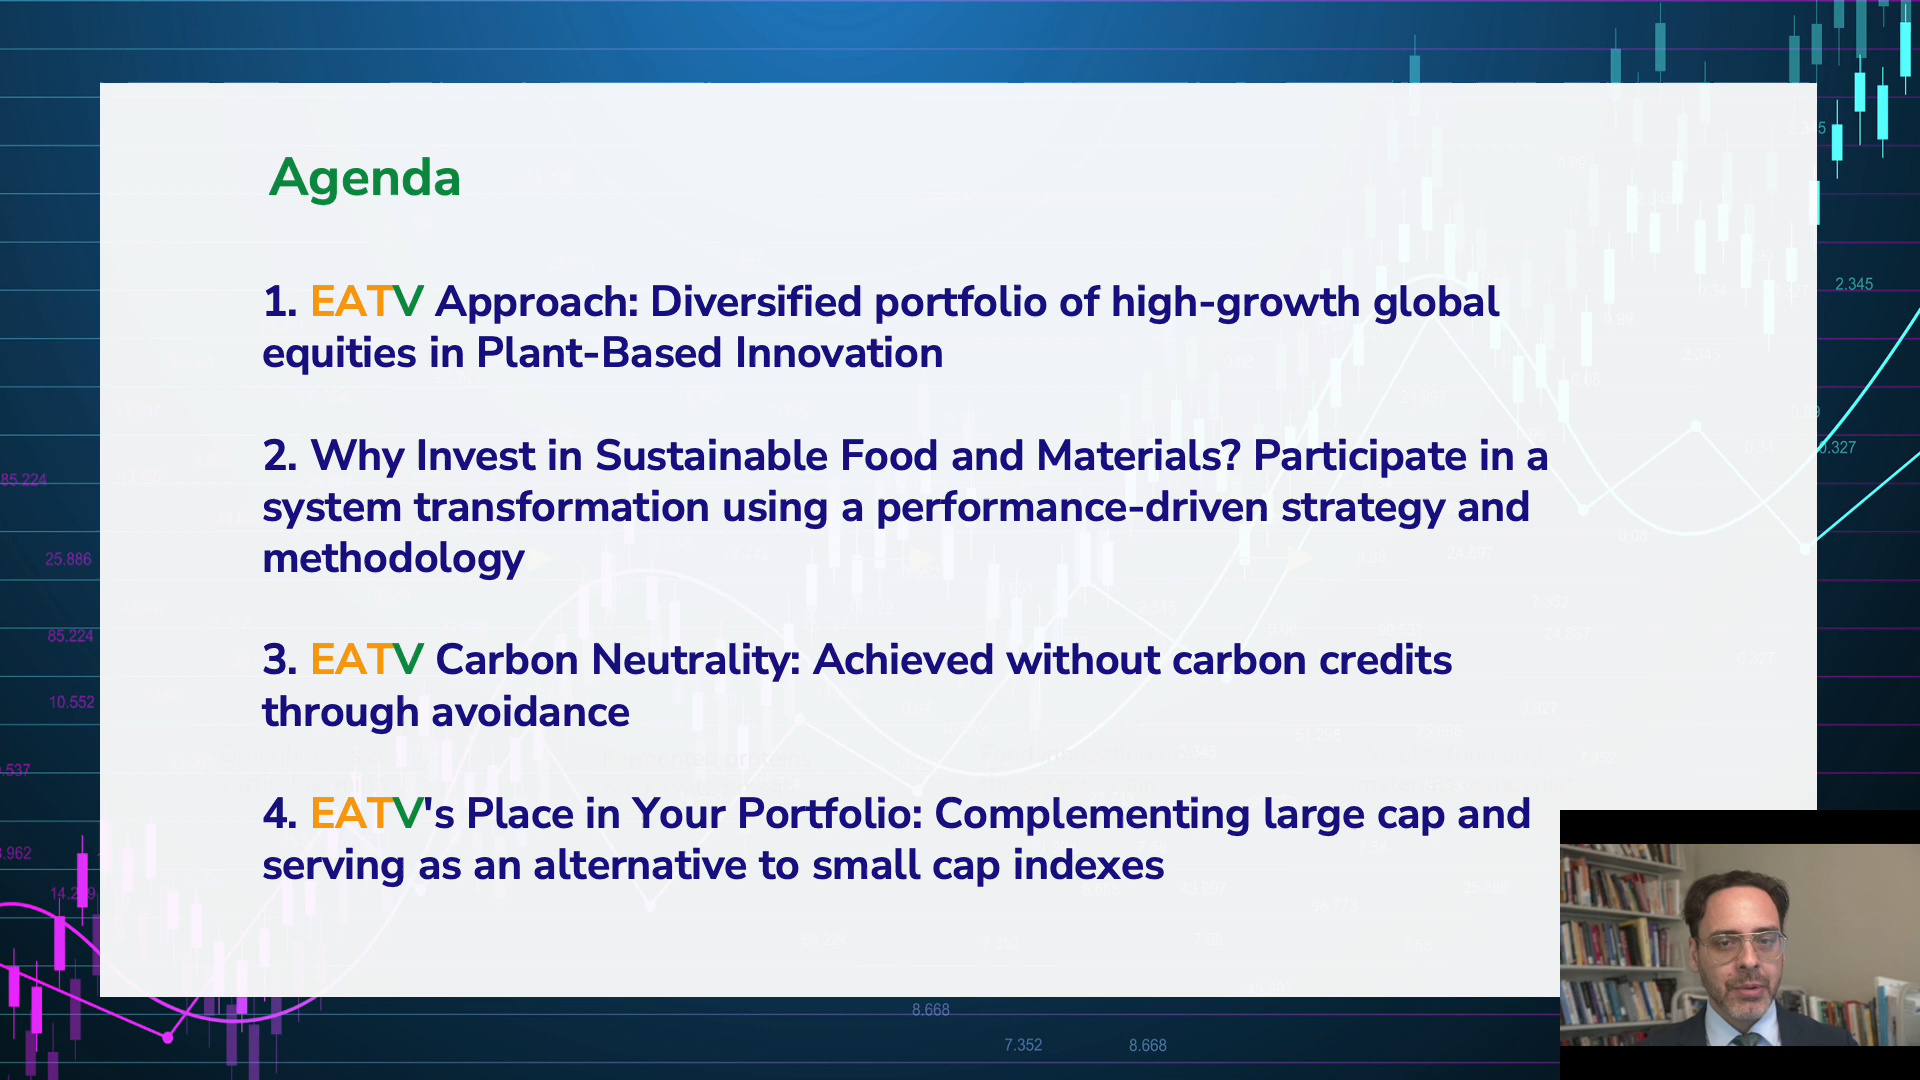 Agenda
1. EATV Approach: Diversified portfolio of high-growth global
equities in Plant-Based Innovation
2. Why Invest in Sustainable Food and Materials? Participate in a
system transformation using a performance-driven strategy and
methodology
3. EATV Carbon Neutrality: Achieved without carbon credits
through avoidance
4. EATV's Place in Your Portfolio: Complementing large cap and
serving as an alternative to small cap indexes
2.345
0.327
85.224
25.886
85.224
10.552
8.668
7.352
8.668